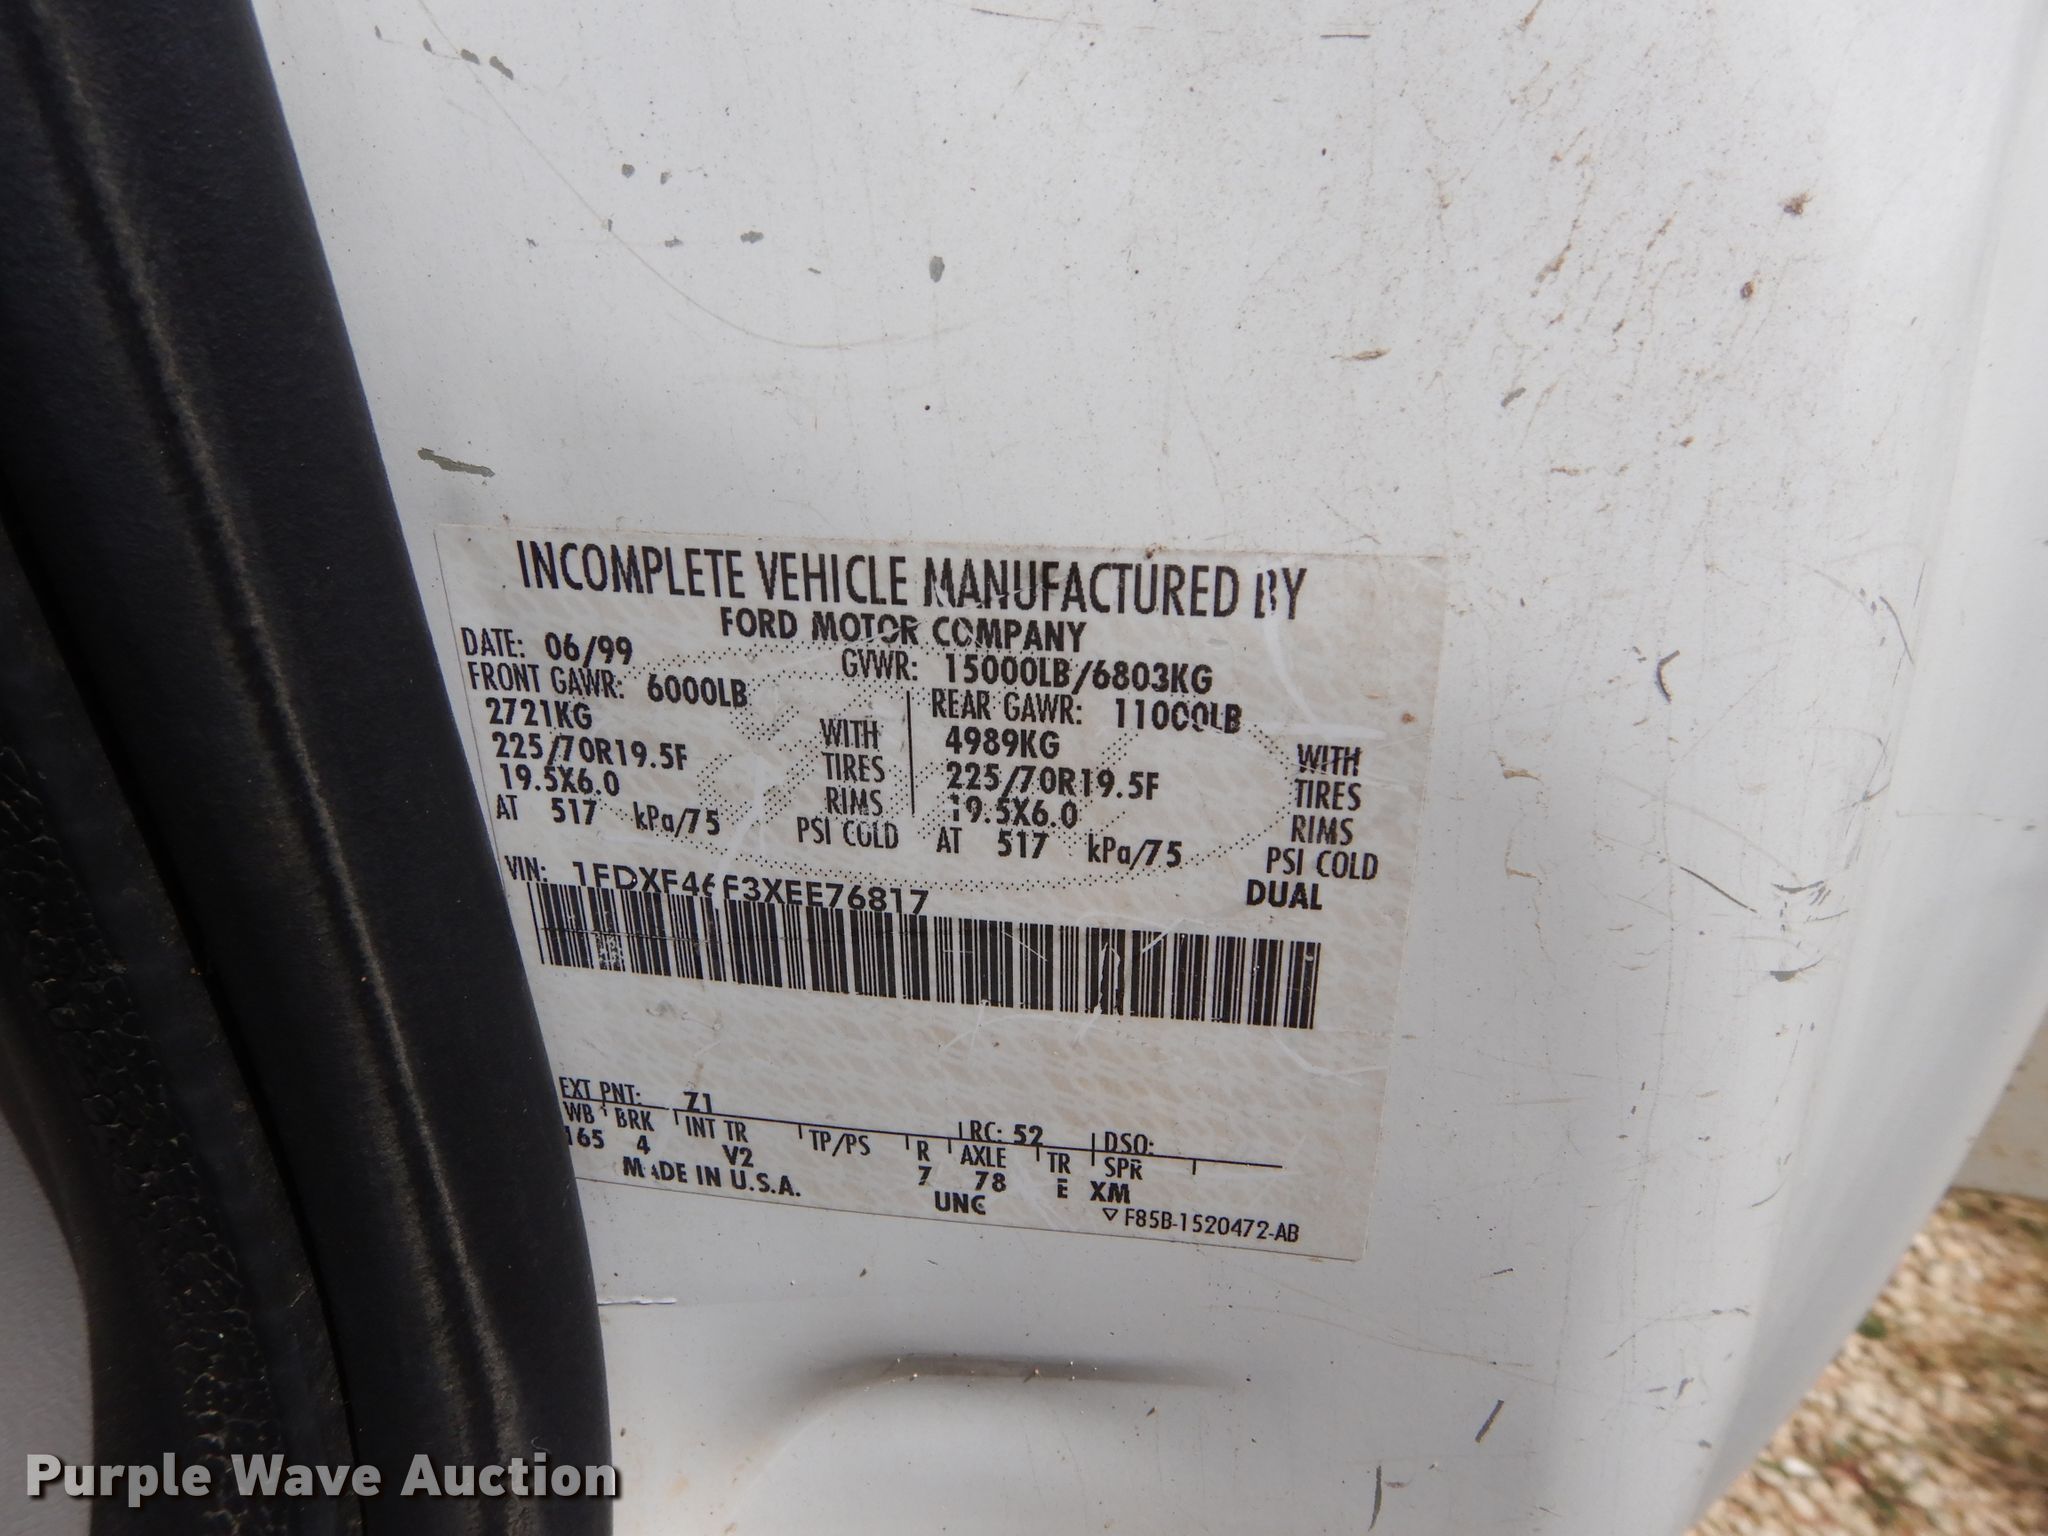 INCOMPLETE VEHICLE MANUFACTURED BY
FORD MOTOR COMPANY
DATE: 06/99 GVWR: 15000LB/6803KG
FRONT GAWR: 6000LB REAR GAWR: 11000LB
2721KG WITH 4989KG WITH
225/70R19.5F TIRES 225/70R19.5F TIRES
19.5X6.0 RIMS 19.5X6.0 RIMS
AT 517 kPa/75 PSI COLD AT 517 kPa/75 PSI COLD
VIN: 1FDXF46F3XEE76817 DUAL
EXT PNT: Z1 RC: 52 DSO:
WB BRK INT TR TP/PS R AXLE TR SPR
165 4 V2 7 78 E XM
MADE IN U.S.A. UNC F85B-1520472-AB
Purple Wave Auction